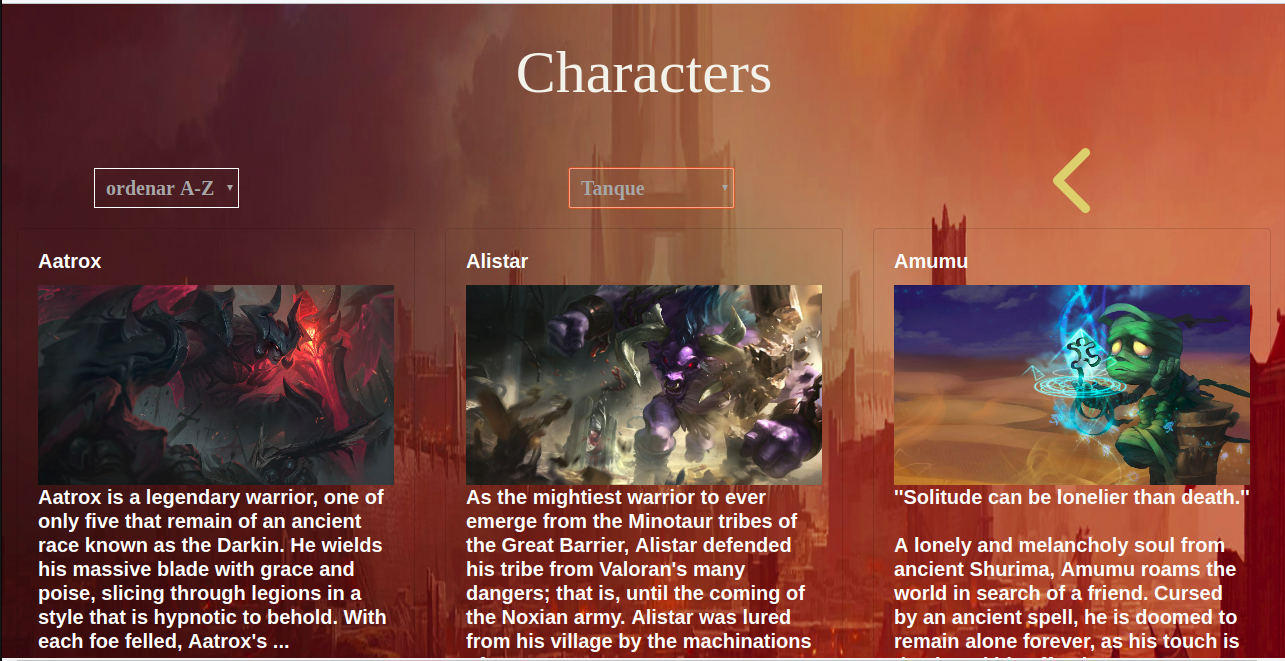 Characters
ordenar A-Z
Tanque
Aatrox
Alistar
Amumu
Aatrox is a legendary warrior, one of
only five that remain of an ancient
race known as the Darkin. He wields
his massive blade with grace and
poise, slicing through legions in a
style that is hypnotic to behold. With
each foe felled, Aatrox's ...
As the mightiest warrior to ever
emerge from the Minotaur tribes of
the Great Barrier, Alistar defended
his tribe from Valoran's many
dangers; that is, until the coming of
the Noxian army. Alistar was lured
from his village by the machinations
''Solitude can be lonelier than death.''
A lonely and melancholy soul from
ancient Shurima, Amumu roams the
world in search of a friend. Cursed
by an ancient spell, he is doomed to
remain alone forever, as his touch is